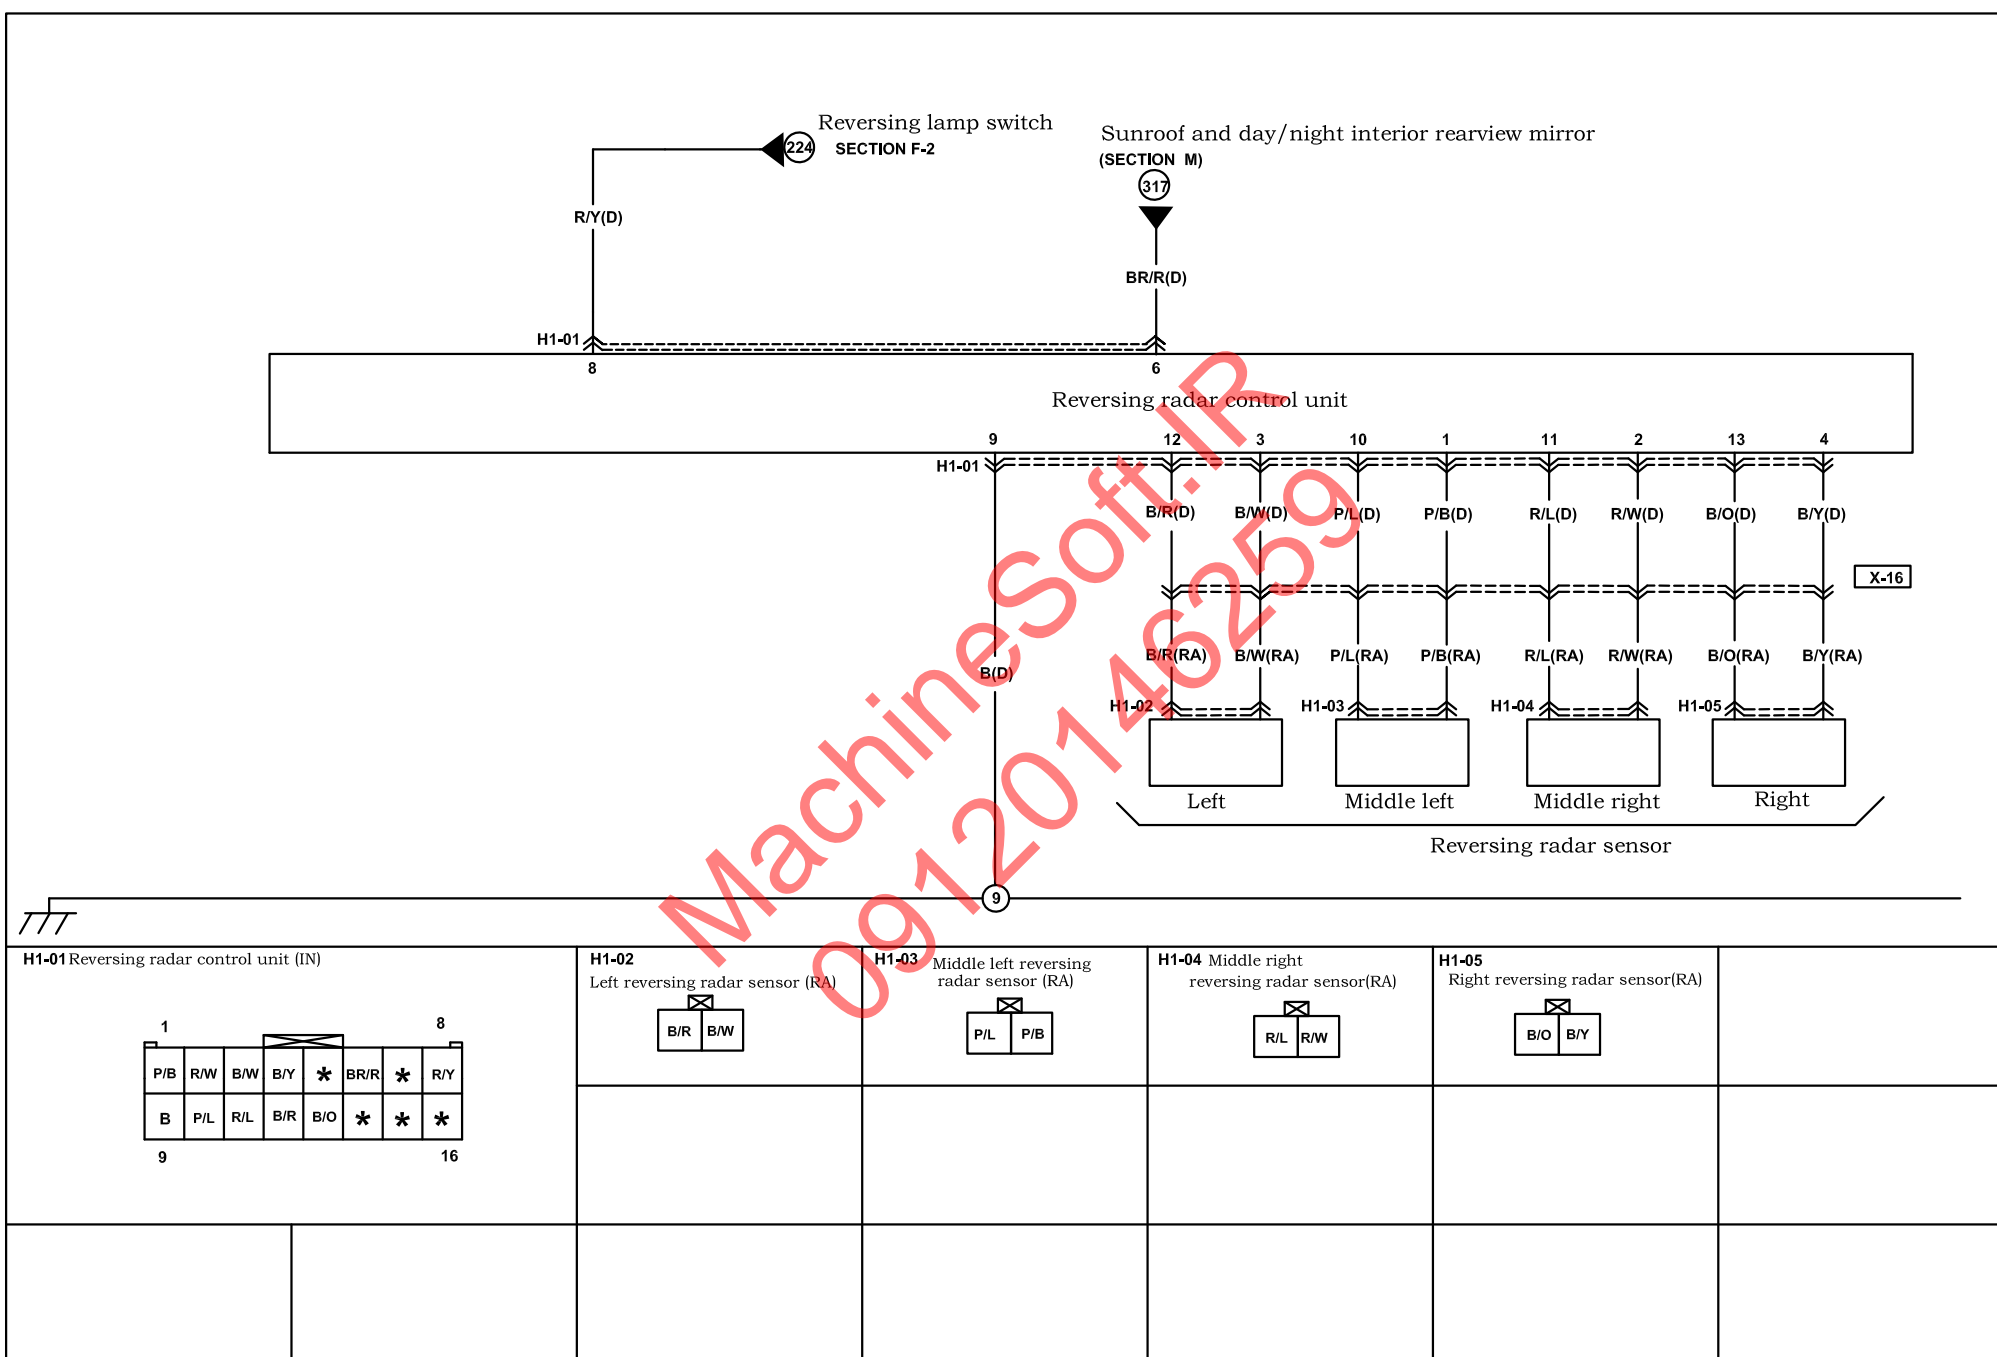 Reversing lamp switch
224
SECTION F-2
Sunroof and day/night interior rearview mirror
(SECTION M)
317
R/Y(D)
BR/R(D)
H1-01
8
6
Reversing radar control unit
9
12
3
10
1
11
2
13
4
H1-01
B/R(D)
B/W(D)
P/L(D)
P/B(D)
R/L(D)
R/W(D)
B/O(D)
B/Y(D)
X-16
B/R(RA)
B/W(RA)
P/L(RA)
P/B(RA)
R/L(RA)
R/W(RA)
B/O(RA)
B/Y(RA)
B(D)
H1-02
H1-03
H1-04
H1-05
Left
Middle left
Middle right
Right
Reversing radar sensor
9
MachineSoft.IR
09120146259
H1-01 Reversing radar control unit (IN)
1
8
P/B R/W B/W B/Y * BR/R * R/Y
B P/L R/L B/R B/O * * *
9
16
H1-02
Left reversing radar sensor (RA)
B/R B/W
H1-03 Middle left reversing
radar sensor (RA)
P/L P/B
H1-04 Middle right
reversing radar sensor(RA)
R/L R/W
H1-05
Right reversing radar sensor(RA)
B/O B/Y